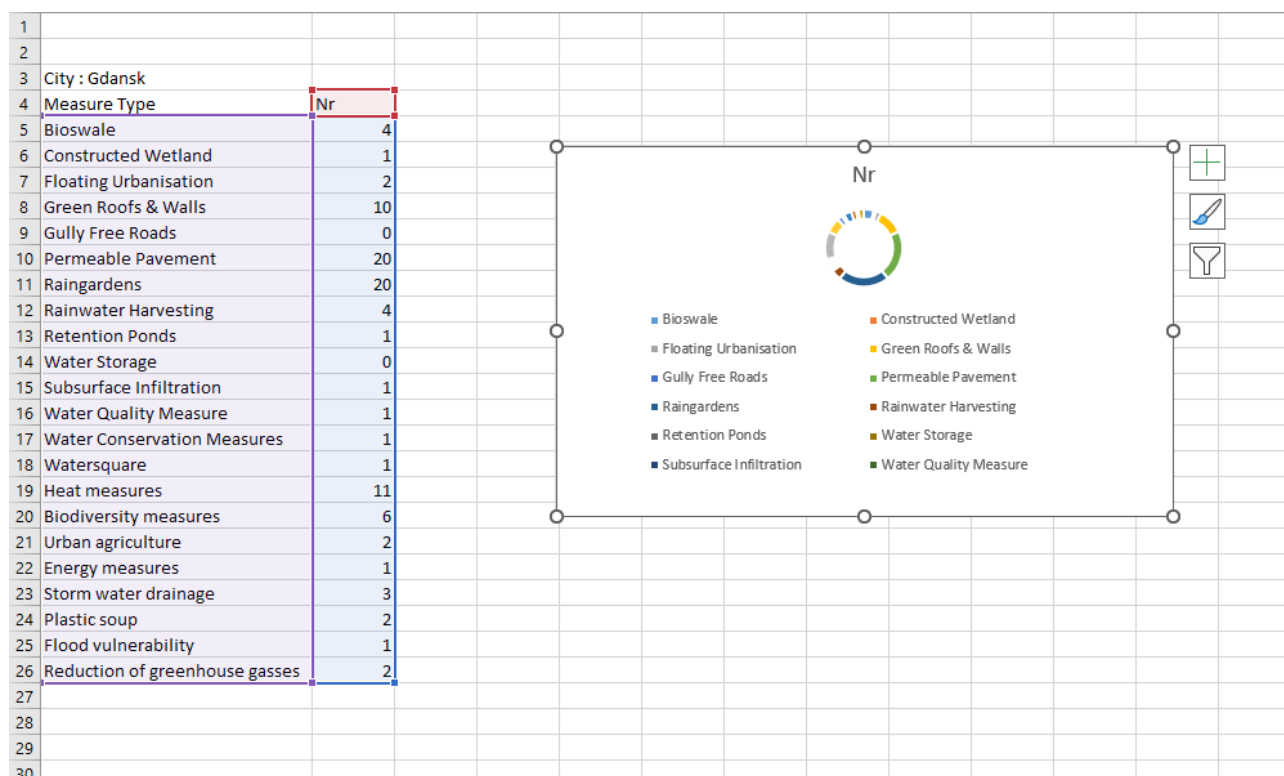 1
2
3 City : Gdansk
4 Measure Type Nr
5 Bioswale 4
6 Constructed Wetland 1
7 Floating Urbanisation 2
8 Green Roofs & Walls 10
9 Gully Free Roads 0
10 Permeable Pavement 20
11 Raingardens 20
12 Rainwater Harvesting 4
13 Retention Ponds 1
14 Water Storage 0
15 Subsurface Infiltration 1
16 Water Quality Measure 1
17 Water Conservation Measures 1
18 Watersquare 1
19 Heat measures 11
20 Biodiversity measures 6
21 Urban agriculture 2
22 Energy measures 1
23 Storm water drainage 3
24 Plastic soup 2
25 Flood vulnerability 1
26 Reduction of greenhouse gasses 2
27
28
29
30
Nr
Bioswale Constructed Wetland
Floating Urbanisation Green Roofs & Walls
Gully Free Roads Permeable Pavement
Raingardens Rainwater Harvesting
Retention Ponds Water Storage
Subsurface Infiltration Water Quality Measure